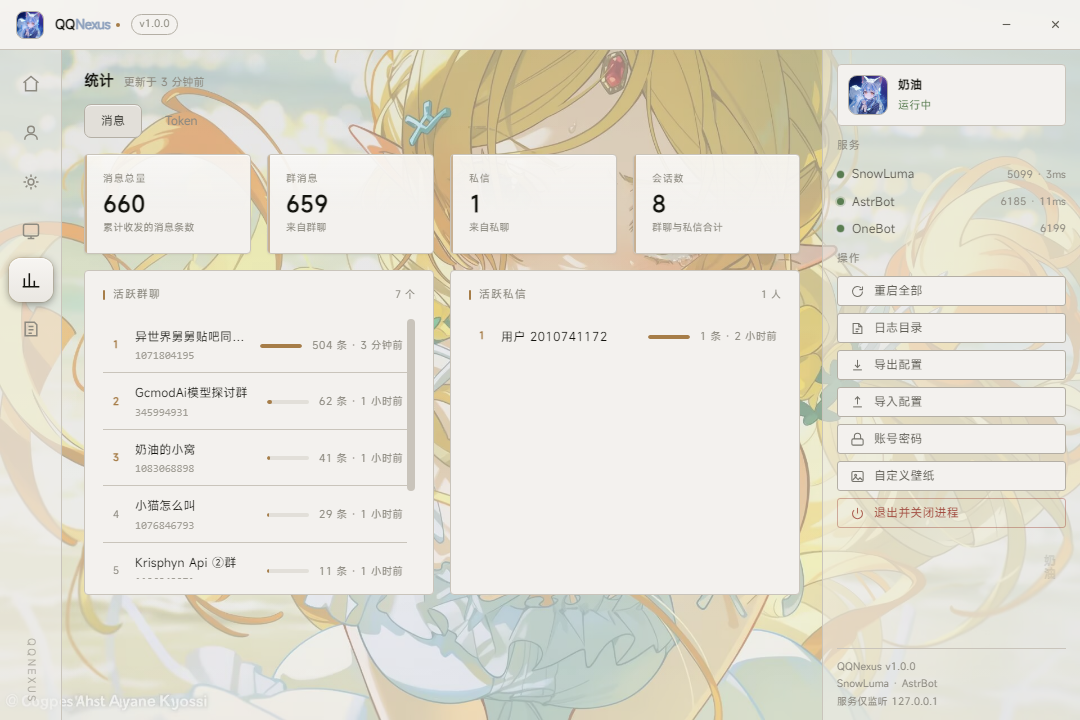 QQNexus
v1.0.0
统计 更新于 3 分钟前
消息 Token
消息总量
660
累计收发的消息条数
群消息
659
来自群聊
私信
1
来自私聊
会话数
8
群聊与私信合计
活跃群聊 7 个
1 异世界舅舅贴吧同... 504 条 · 3 分钟前
1071804195
2 GcmodAi模型探讨群 62 条 · 1 小时前
345994931
3 奶油的小窝 41 条 · 1 小时前
1083068898
4 小猫怎么叫 29 条 · 1 小时前
1076846793
5 Krisphyn Api ②群 11 条 · 1 小时前
活跃私信 1 人
1 用户 2010741172 1 条 · 2 小时前
奶油
运行中
服务
SnowLuma 5099 · 3ms
AstrBot 6185 · 11ms
OneBot 6199
操作
重启全部
日志目录
导出配置
导入配置
账号密码
自定义壁纸
退出并关闭进程
奶油
QQNexus v1.0.0
SnowLuma · AstrBot
服务仅监听 127.0.0.1
QQNEXUS